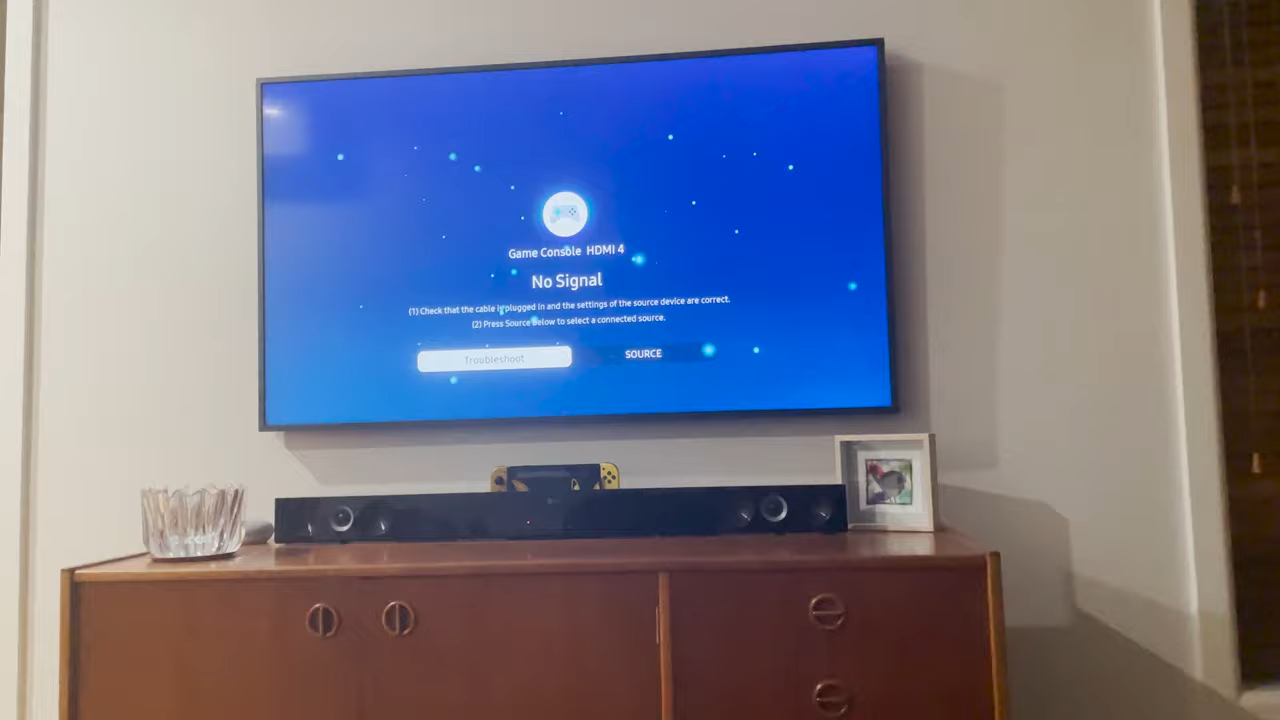 Game Console HDMI 4
No Signal
(1) Check that the cable is plugged in and the settings of the source device are correct.
(2) Press Source below to select a connected source.
Troubleshoot
SOURCE